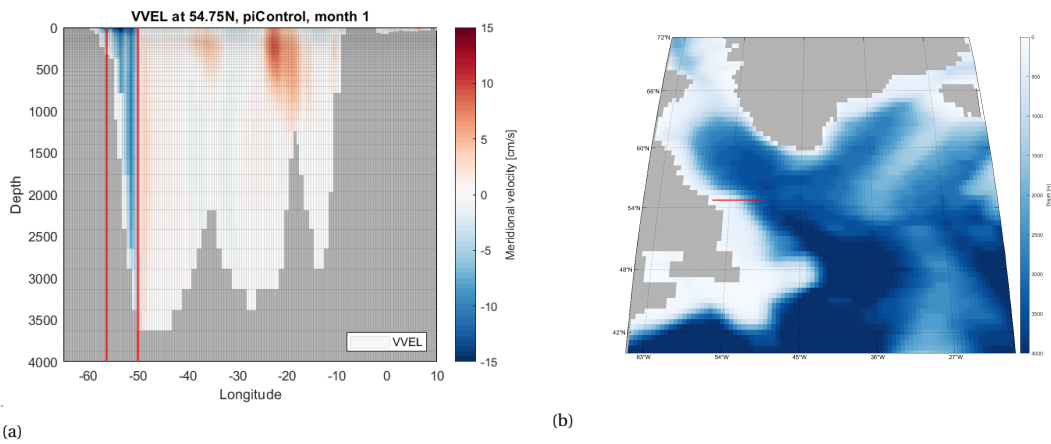 VVEL at 54.75N, piControl, month 1
0
500
1000
1500
2000
2500
3000
3500
4000
Depth
-60 -50 -40 -30 -20 -10 0 10
Longitude
VVEL
15
10
5
0
-5
-10
-15
Meridional velocity [cm/s]
(a)
72°N
66°N
60°N
54°N
48°N
42°N
63°W 54°W 45°W 36°W 27°W
0
500
1000
1500
2000
2500
3000
3500
4000
Depth [m]
(b)